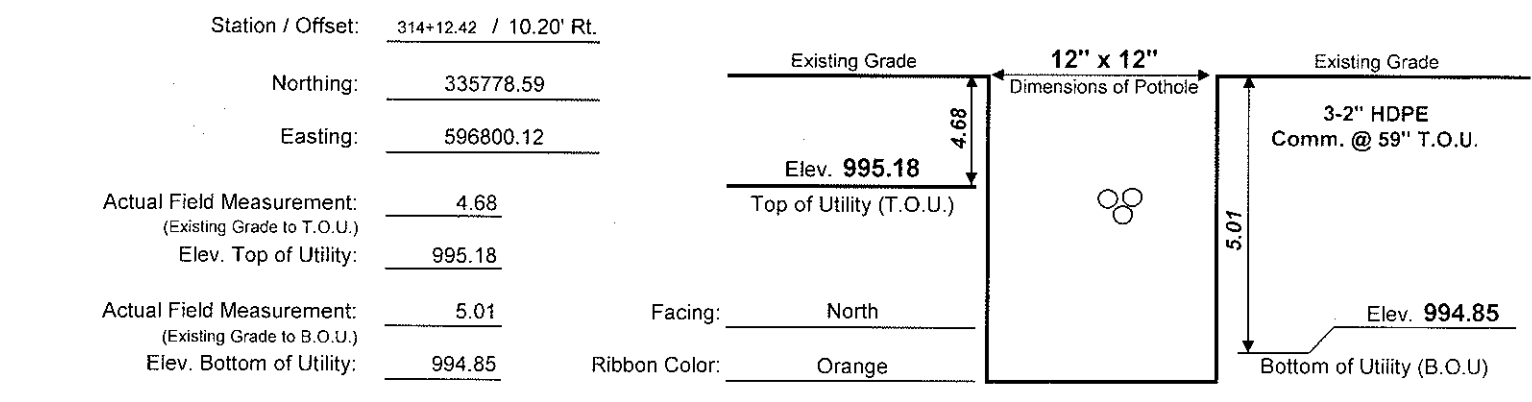 Station / Offset: 314+12.42 / 10.20' Rt.
Northing: 335778.59
Easting: 596800.12
Actual Field Measurement: 4.68
(Existing Grade to T.O.U.)
Elev. Top of Utility: 995.18
Actual Field Measurement: 5.01
(Existing Grade to B.O.U.)
Elev. Bottom of Utility: 994.85
Existing Grade
12" x 12"
Dimensions of Pothole
Existing Grade
4.68
3-2" HDPE
Comm. @ 59" T.O.U.
Elev. 995.18
Top of Utility (T.O.U.)
5.01
Facing: North
Elev. 994.85
Ribbon Color: Orange
Bottom of Utility (B.O.U)